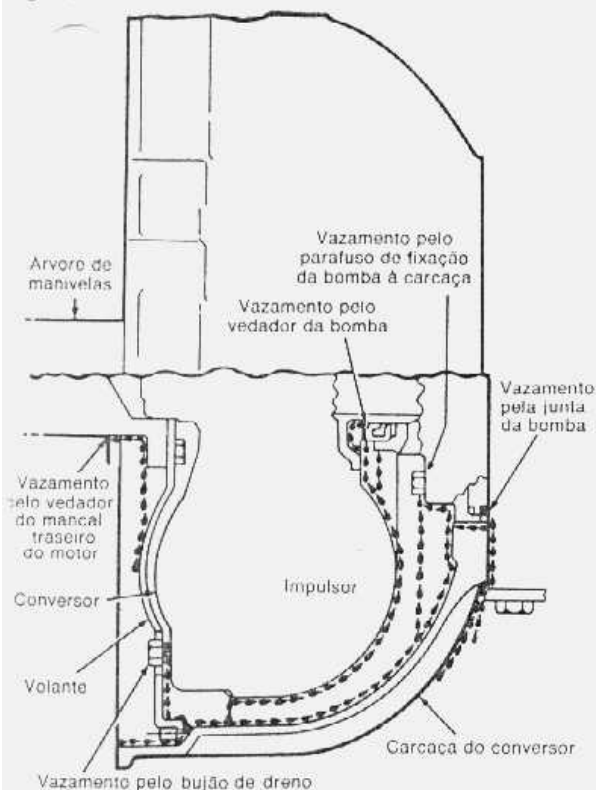 Vazamento pelo
parafuso de fixação
da bomba à carcaça
Arvore de
manivelas
Vazamento pelo
vedador da bomba
Vazamento
pela junta
da bomba
Vazamento
pelo vedador
do mancal
traseiro
do motor
Impulsor
Conversor
Volante
Carcaça do conversor
Vazamento pelo bujão de dreno